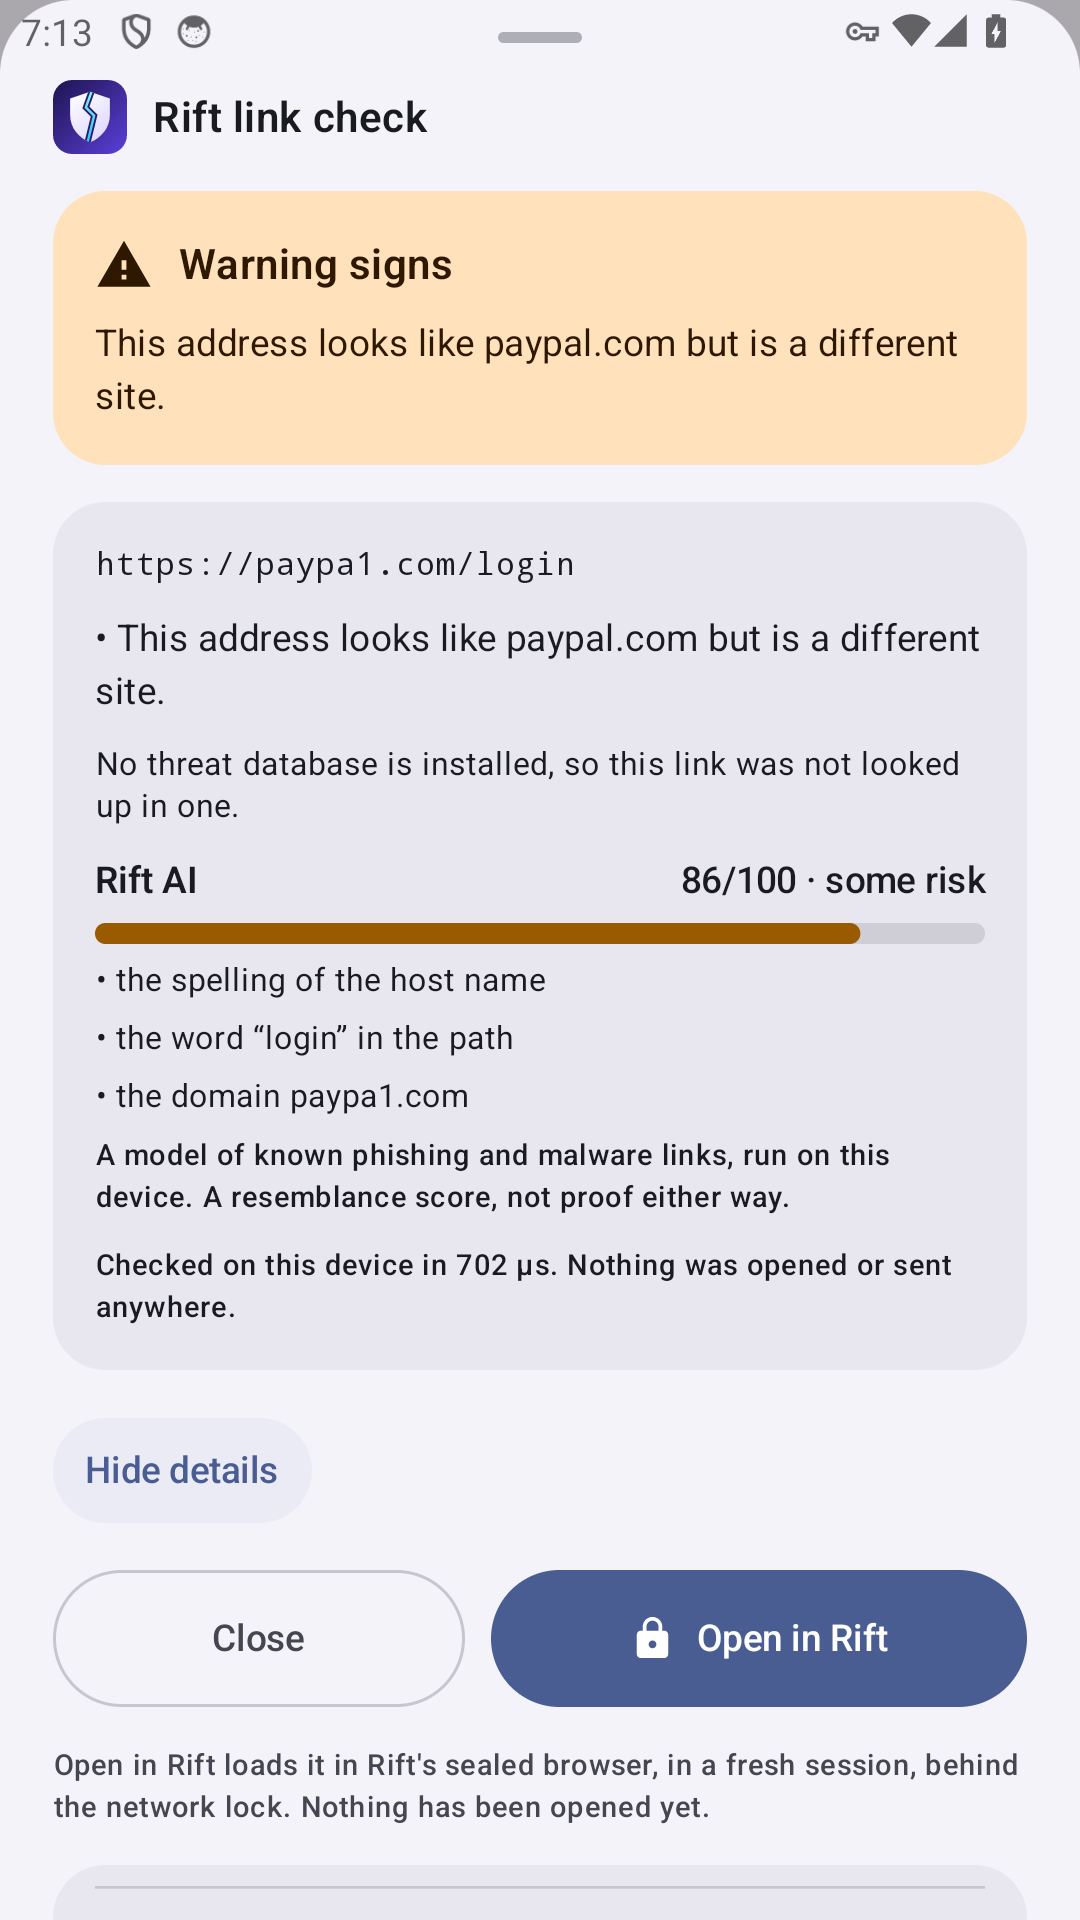 7:13
Rift link check
Warning signs
This address looks like paypal.com but is a different
site.
https://paypa1.com/login
• This address looks like paypal.com but is a different
site.
No threat database is installed, so this link was not looked
up in one.
Rift AI 86/100 · some risk
• the spelling of the host name
• the word “login” in the path
• the domain paypa1.com
A model of known phishing and malware links, run on this
device. A resemblance score, not proof either way.
Checked on this device in 702 µs. Nothing was opened or sent
anywhere.
Hide details
Close Open in Rift
Open in Rift loads it in Rift's sealed browser, in a fresh session, behind
the network lock. Nothing has been opened yet.